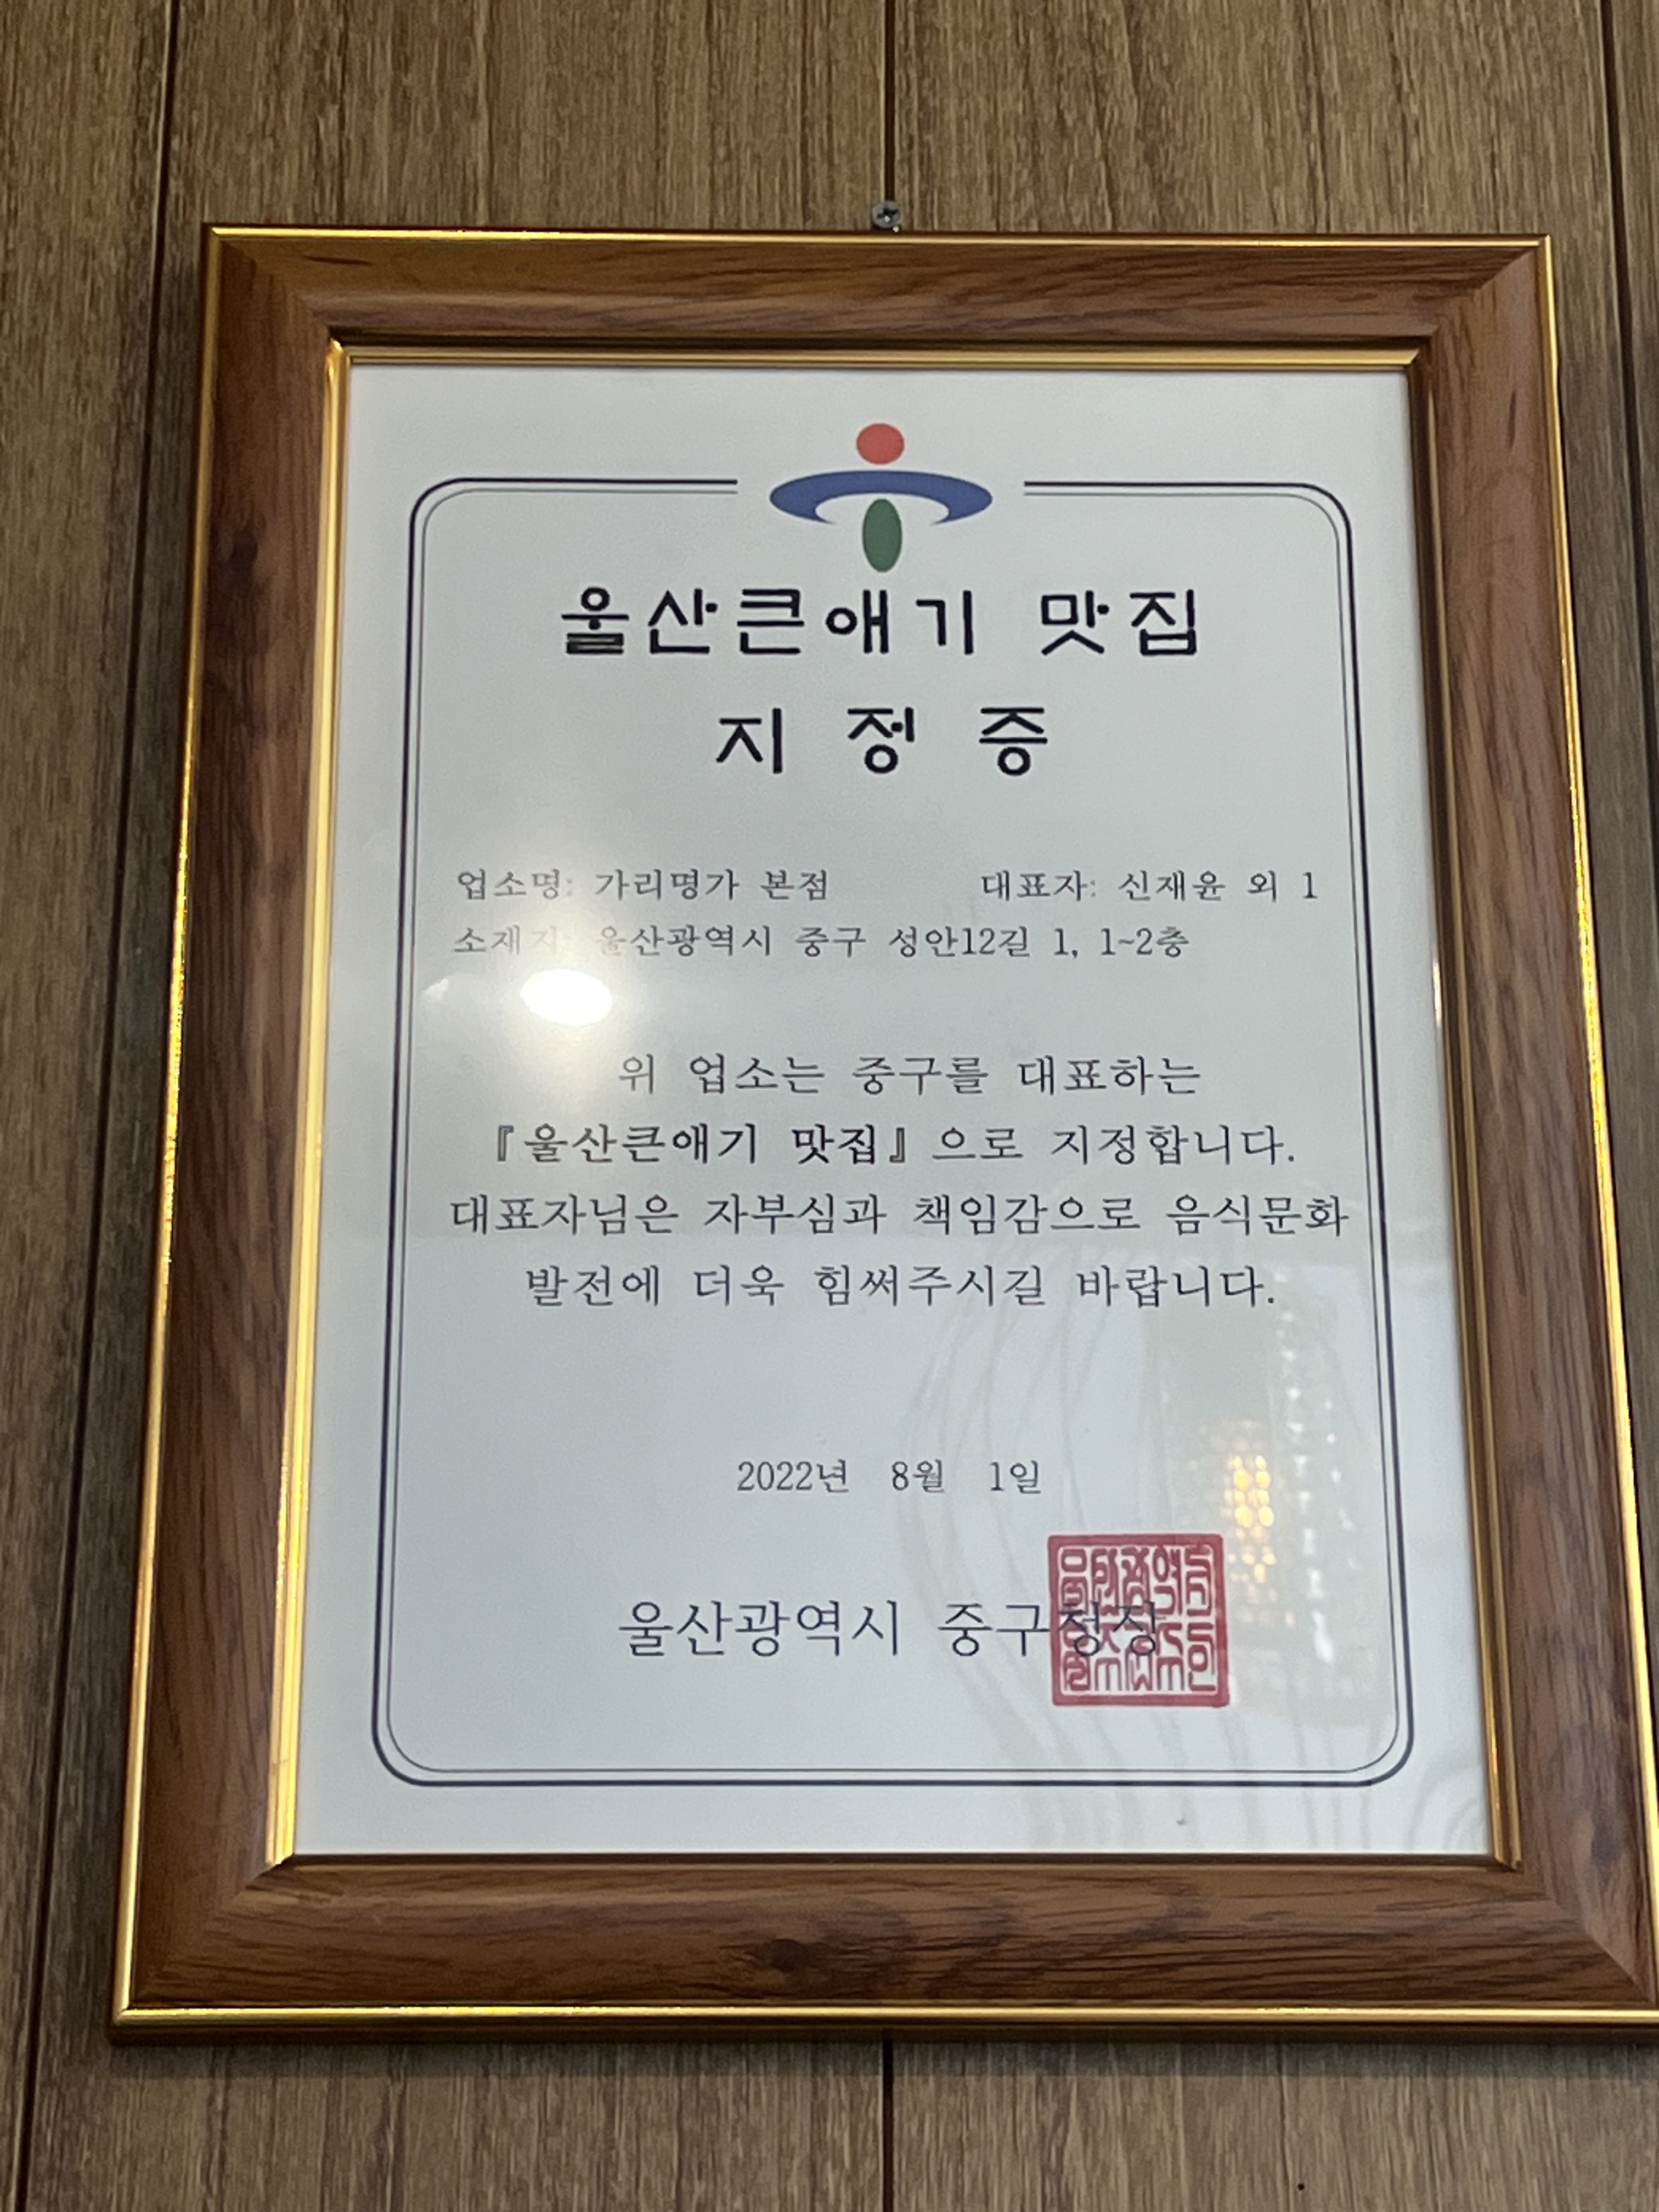 울산큰애기 맛집
지 정 증
업소명: 가리명가 본점 대표자: 신재윤 외 1
소재지: 울산광역시 중구 성안12길 1, 1~2층
위 업소는 중구를 대표하는
『울산큰애기 맛집』으로 지정합니다.
대표자님은 자부심과 책임감으로 음식문화
발전에 더욱 힘써주시길 바랍니다.
2022년 8월 1일
울산광역시 중구청장